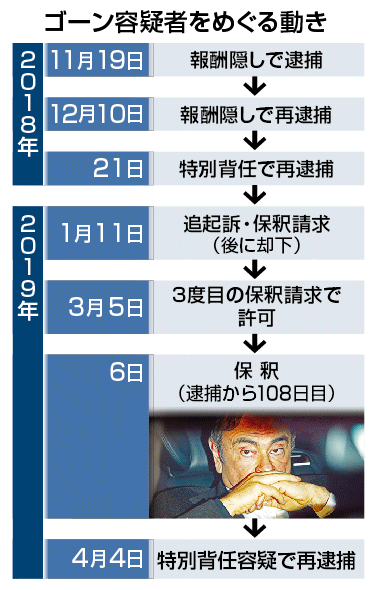 ゴーン容疑者をめぐる動き
2018年
11月19日 報酬隠しで逮捕
12月10日 報酬隠しで再逮捕
21日 特別背任で再逮捕
2019年
1月11日 追起訴・保釈請求
（後に却下）
3月5日 3度目の保釈請求で
許可
6日 保釈
（逮捕から108日目）
4月4日 特別背任容疑で再逮捕